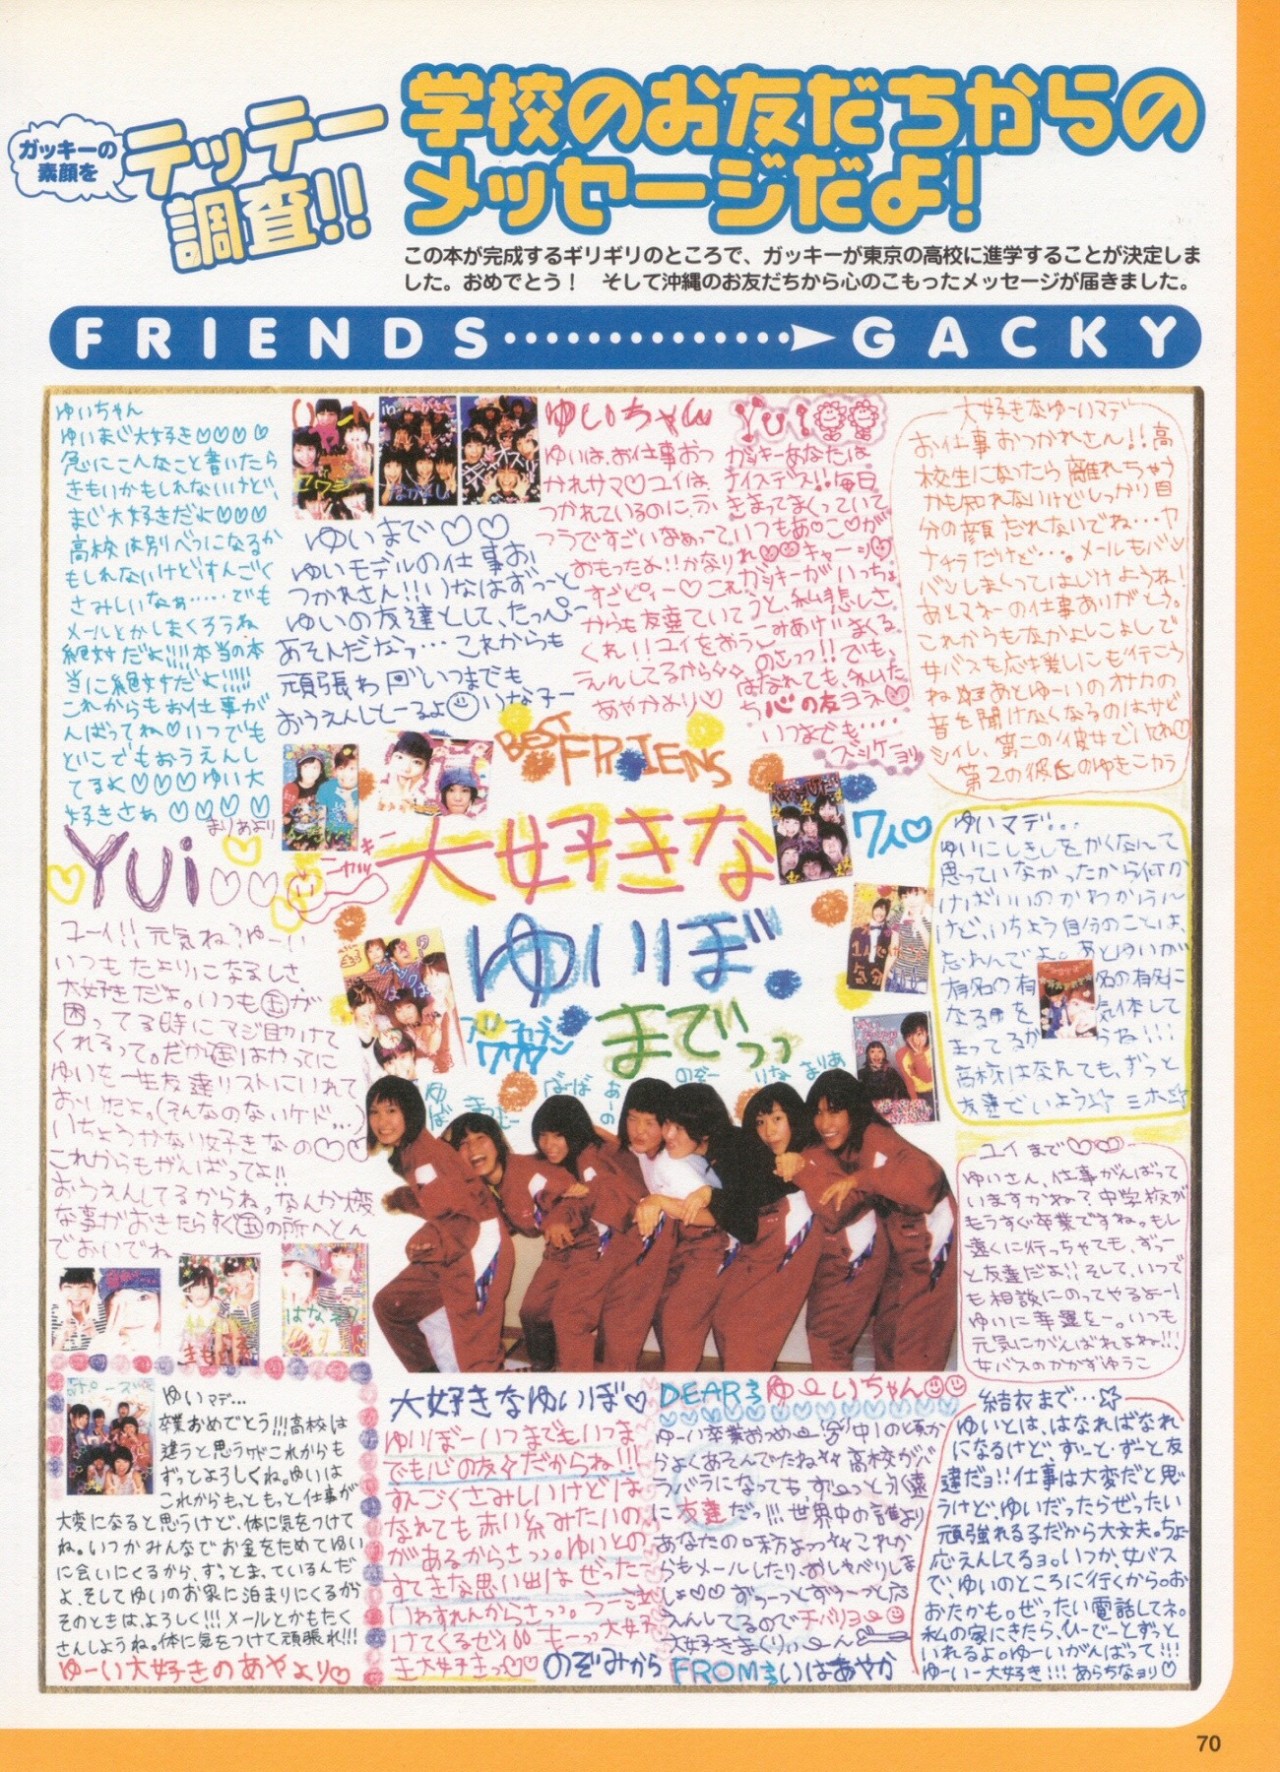 ガッキーの
素顔を
テッテー
調査!!
学校のお友だちからの
メッセージだよ!
この本が完成するギリギリのところで、ガッキーが東京の高校に進学することが決定しま
した。おめでとう!　そして沖縄のお友だちから心のこもったメッセージが届きました。
FRIENDS GACKY
ゆいちゃん
ゆいまじ大好き♡♡♡♡
急にこんなこと書いたら
きもいかもしれないけど、
まじ大好きだよ♡♡♡
高校は別べつになるか
もしれないけどすんごく
さみしいなぁ……でも
メールとかしまくろうね
絶対だよ!!!!本当の本
当に絶対だよ!!!!!
これからもお仕事が
んばってね♡いつでも
どこでもおうえんし
てるよ♡♡♡ゆい大
好きさぁ♡♡♡♡
まりあより
ゆいまで♡♡
ゆいモデルの仕事お
つかれさん!!いなはずーっと
ゆいの友達として、たっぷー
あそんだなっ…これからも
頑張わ いつまでも
おうえんしとーるよ いな子ー
ゆいちゃん
ゆいは、お仕事おっ
かれサマ♡ユイは、
つかれているのに、ふ
つうですごいなぁって、いつも
おもったよ!!かなりれ
すごピィー♡これ
からも友達ていて
くれ!!ユイをおう
えんしてるから☆☆
あやかより♡
Yui
ガッキーあなたは
ナイスデス!!毎日
きまってまくっていて
あ♡こ♡がれ♡♡キャーッ♡
ガッキーがいっちょ
うと、私悲しさ
こみあげ!!まくる
のさっっ!!でも、
はなれても、私した
ち心の友ヨネ♡
いつまでも‥‥
ズシケヨリ
大好きなゆーいマデ
お仕事おつかれさん!!高
校生になったら離れちゃう
かも知れないけどしっかり自
分の顔忘れないでね…ヤ
ナチラだけど…。メールもバン
バンしまくってはじけようね!
あとマネーの仕事ありがとう。
これからも友かよしこよしで
女バスを応も愛しにも行こう
ね あとゆーいのオナカの
音を聞けなくなるのはサビ
シイし、第二の彼女でいてね♡
第2の彼氏のゆきこカラ
BEST
FRIENS
大好きな
ゆいぼ・
までっっ
YUi
ユーイ!!元気ね?ゆーい
いつもたよりになるしさ、
大好きだよ。いつも が
困ってる時にマジ助けて
くれるって。だから はやってに
ゆいを一生友達リストにいれて
おいたよっ(そんなのないケド…)
いちょうかなり好きなの♡♡
これからもがんばってよ!!
おうえんしてるからね。なんか大変
な事がおきたらすぐ の所へとん
でおいでね
ゆいマデ…
ゆいにしきしをかくなんて
思っていなかったから何か
けばいいのかわからん
けど、いちよう自分のことは、
忘れんでよ。あとゆいが
有名の有名の有名に
なる日を気体して
まってるからね!!!
高校はなれても、ずっと
友達でいよう☆ミホ☆
ゆいぼ
ばーばー
あーの
のぞー
りな
まりあ
ユイまで♡♡♡
ゆいさん、仕事がんばって
いますかね?中学校が
もうすぐ卒業ですね。もし
遠くに行っちゃても、ずっー
と友達だよ!!そして、いつで
も相談にのってやるよー!
ゆいに幸運をー。いつも
元気にがんばれよね!!!
女バスのかかずゆうこ
はなぞの
ゆいマデ…
卒業おめでとう!!!高校は
違うと思うけどこれからも
ずっとよろしくね。ゆいは
これからもっともっと仕事が
大変になると思うけど、体に気をつけて
ね。いつかみんなでお金をためてゆい
に会いにくるから、ずっとまっているんだ
よ、そしてゆいのお家に泊まりにくるから
そのときは、よろしく!!!メールとかもたく
さんしようね。体に気をつけて頑張れ!!!
ゆーい大好きのあやより♡
大好きなゆいぼ♡
ゆいぼーいつまでもいつま
でも心の友☆だからね!!!
すんごくさみしいけどは
なれても赤い糸みたいの
があるからさっっ。ゆいとの
すてきな思い出はぜったー
いわすれんからさっっ。うーご
けてくるゼィ!!もーっっ大好き
主大好きっっ♡♡のぞみから
DEARゆーいちゃん
ゆーい卒業おめでとー 中1の頃か
らよくあそんでたね☆☆高校がバ
ラバラになっても、ずぅーっと永遠
に友達だっ!!!世界中の誰より
あなたの味方よっっ☆☆これか
らもメールしたり、おしゃべりしま
しょ♡♡ずぅーっとずぅーっと応
えんしてるのでチバリヨー
大好きまくりぃーん
FROMいはあやか
結衣まで…☆
ゆいとは、はなればなれ
になるけど、ずーと・ずーと友
達だヨ!!仕事は大変だと思
うけど、ゆいだったらぜったい
頑強れる子だから大丈夫。ちょー
応えんしてるヨ。いつか、女バス
で、ゆいのところに行くからの。お
おたかも。ぜったい電話してネ。
私の家にきたら、ひーでーとずっと
いれるよ。ゆーいがんばって!!!
ゆーいー大好き!!!あらちなョリ♡
70